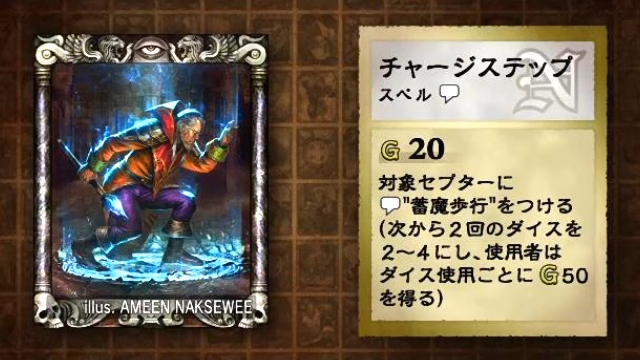 illus. AMEEN NAKSEWEE
チャージステップ
スペル
N
G 20
対象セプターに
"蓄魔歩行"をつける
(次から2回のダイスを
2～4にし、使用者は
ダイス使用ごとにG50
を得る)